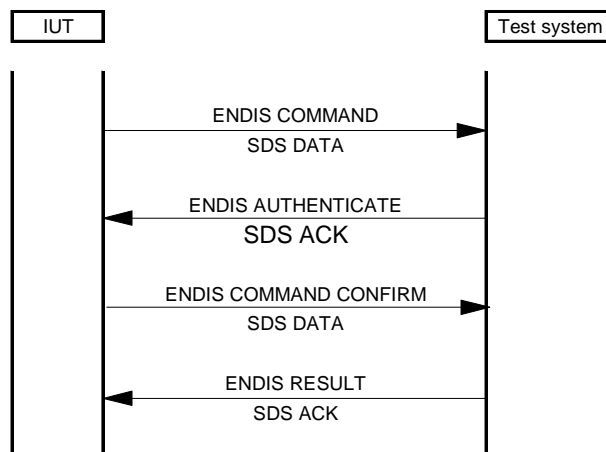 IUT
Test system
ENDIS COMMAND
SDS DATA
ENDIS AUTHENTICATE
SDS ACK
ENDIS COMMAND CONFIRM
SDS DATA
ENDIS RESULT
SDS ACK